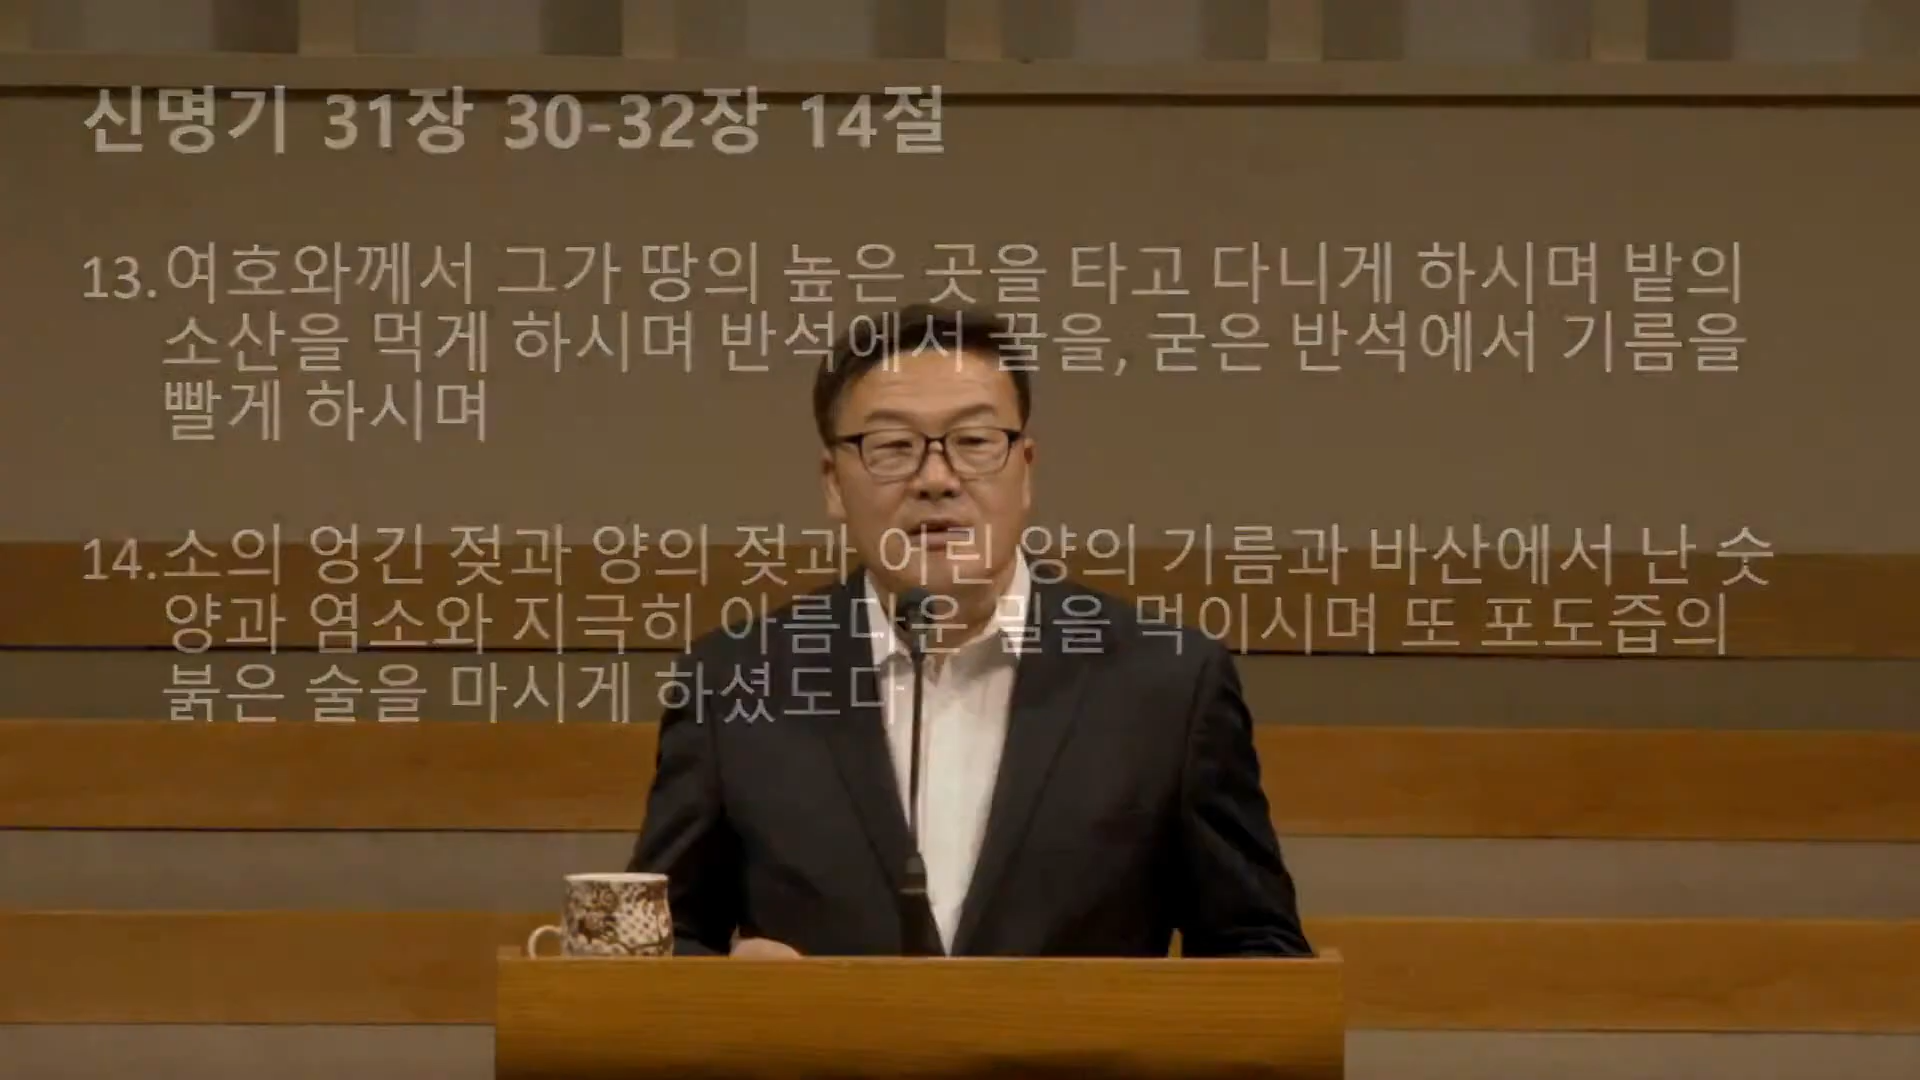 신명기 31장 30-32장 14절
13.여호와께서 그가 땅의 높은 곳을 타고 다니게 하시며 밭의
소산을 먹게 하시며 반석에서 꿀을, 굳은 반석에서 기름을
빨게 하시며
14.소의 엉긴 젖과 양의 젖과 어린 양의 기름과 바산에서 난 숫
양과 염소와 지극히 아름다운 밀을 먹이시며 또 포도즙의
붉은 술을 마시게 하셨도다